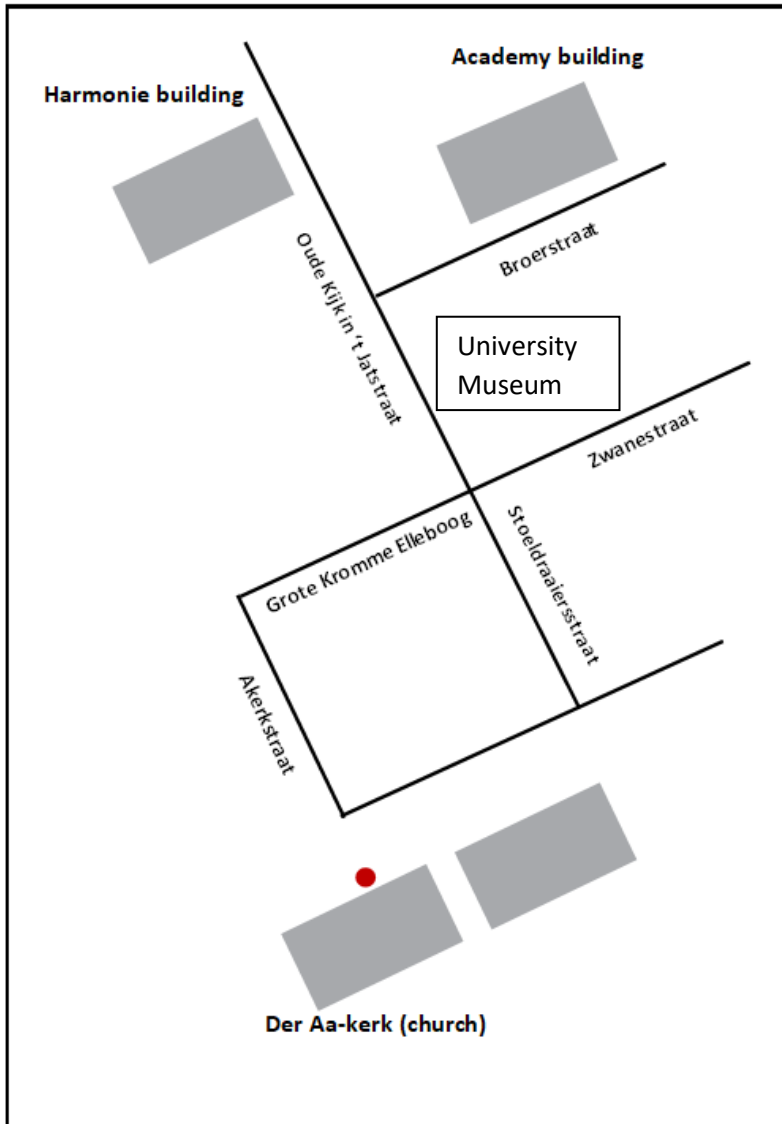 Academy building
Harmonie building
Broerstraat
Oude Kijk in ‘t Jatstraat
University
Museum
Zwanestraat
Grote Kromme Elleboog
Stoeldraaiersstraat
Akerkstraat
Der Aa-kerk (church)